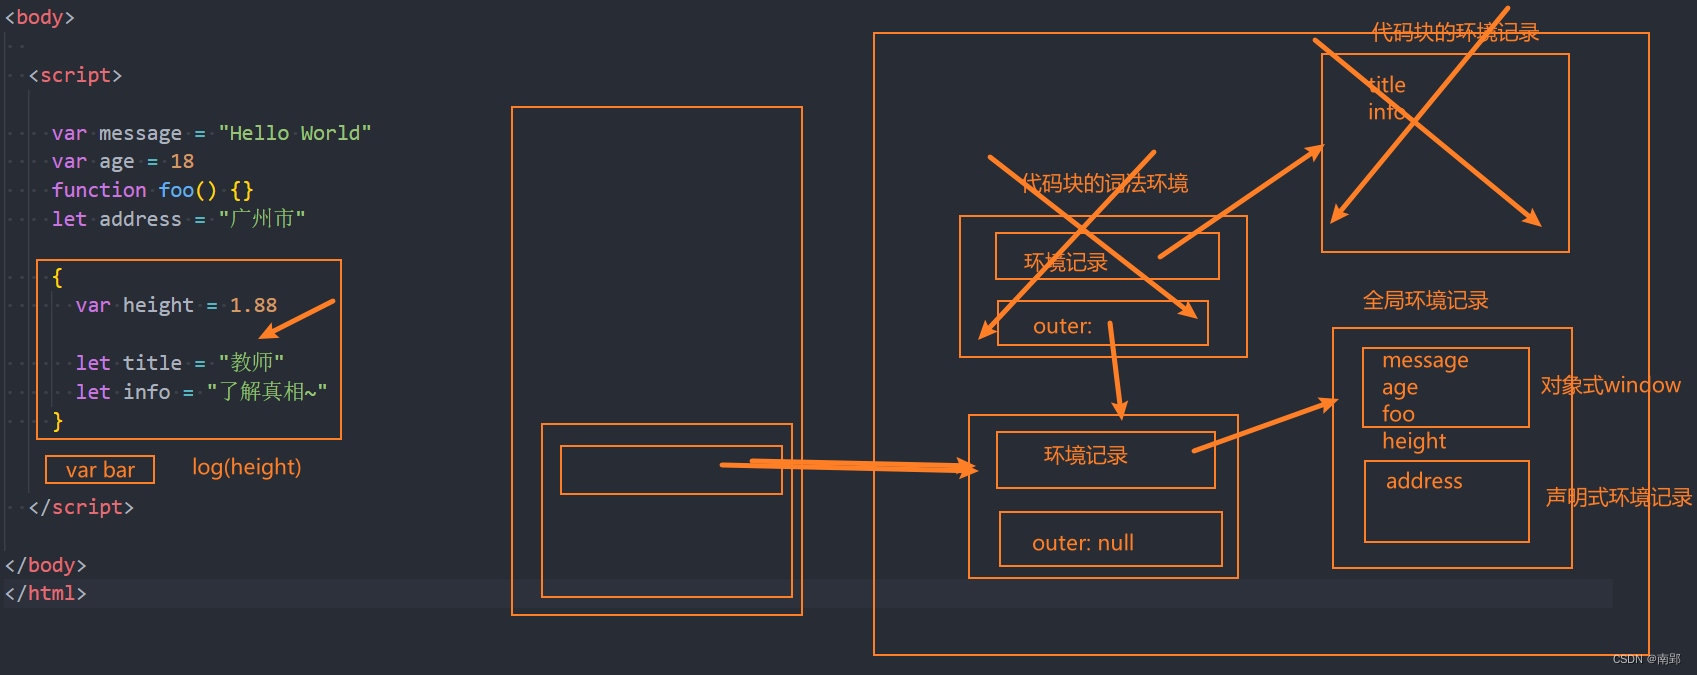 <body>
<script>
var message = "Hello World"
var age = 18
function foo() {}
let address = "广州市"
{
var height = 1.88
let title = "教师"
let info = "了解真相~"
}
var bar
log(height)
</script>
</body>
</html>
代码块的词法环境
环境记录
outer:
环境记录
outer: null
代码块的环境记录
title
info
全局环境记录
message
age
foo
height
对象式window
address
声明式环境记录
CSDN @南郢